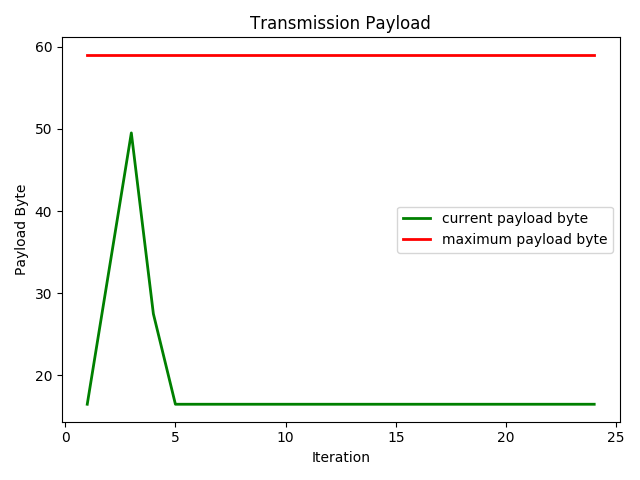 Transmission Payload
60
50
40
30
20
Payload Byte
current payload byte
maximum payload byte
0 5 10 15 20 25
Iteration